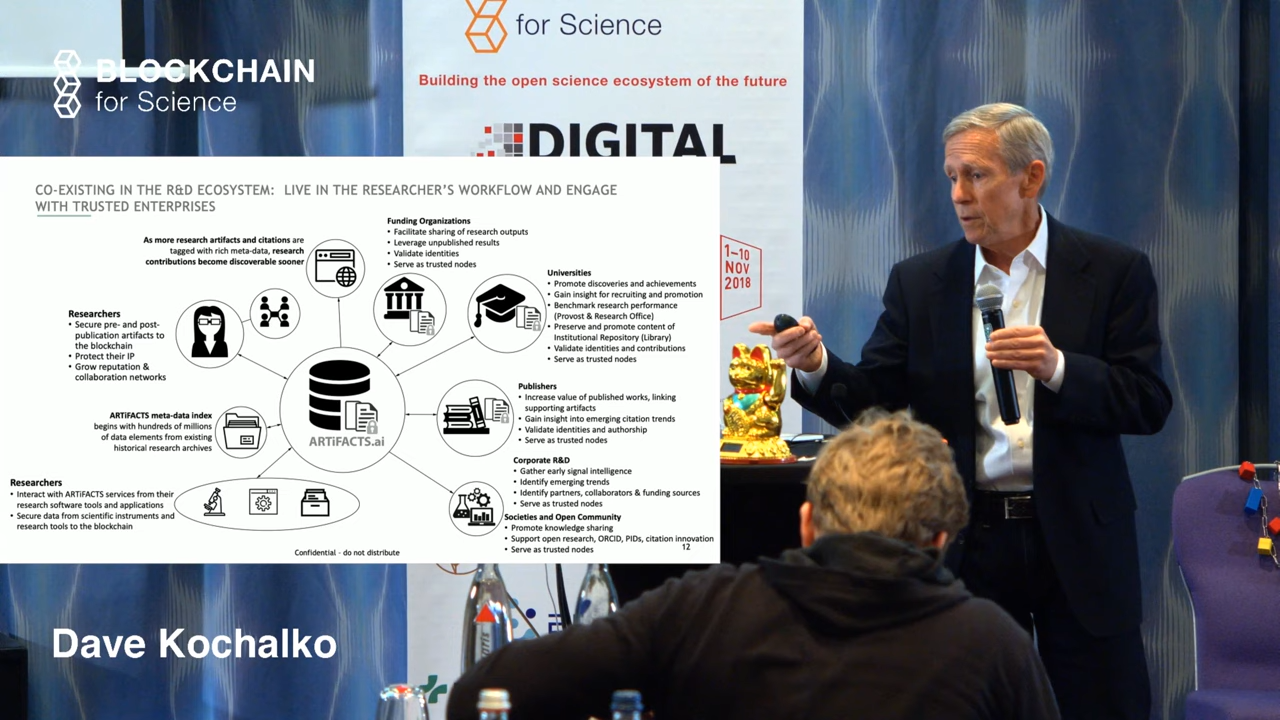 for Science
Building the open science ecosystem of the future
BLOCKCHAIN
for Science
DIGITAL
1–10
NOV
2018
CO-EXISTING IN THE R&D ECOSYSTEM: LIVE IN THE RESEARCHER'S WORKFLOW AND ENGAGE
WITH TRUSTED ENTERPRISES
As more research artifacts and citations are
tagged with rich meta-data, research
contributions become discoverable sooner
Funding Organizations
• Facilitate sharing of research outputs
• Leverage unpublished results
• Validate identities
• Serve as trusted nodes
Universities
• Promote discoveries and achievements
• Gain insight for recruiting and promotion
• Benchmark research performance
(Provost & Research Office)
• Preserve and promote content of
Institutional Repository (Library)
• Validate identities and contributions
• Serve as trusted nodes
Researchers
• Secure pre- and post-
publication artifacts to
the blockchain
• Protect their IP
• Grow reputation &
collaboration networks
Publishers
• Increase value of published works, linking
supporting artifacts
• Gain insight into emerging citation trends
• Validate identities and authorship
• Serve as trusted nodes
ARTiFACTS meta-data index
begins with hundreds of millions
of data elements from existing
historical research archives
ARTiFACTS.ai
Corporate R&D
• Gather early signal intelligence
• Identify emerging trends
• Identify partners, collaborators & funding sources
• Serve as trusted nodes
Researchers
• Interact with ARTiFACTS services from their
research software tools and applications
• Secure data from scientific instruments and
research tools to the blockchain
Societies and Open Community
• Promote knowledge sharing
• Support open research, ORCID, PIDs, citation innovation
• Serve as trusted nodes
Confidential - do not distribute
12
Dave Kochalko